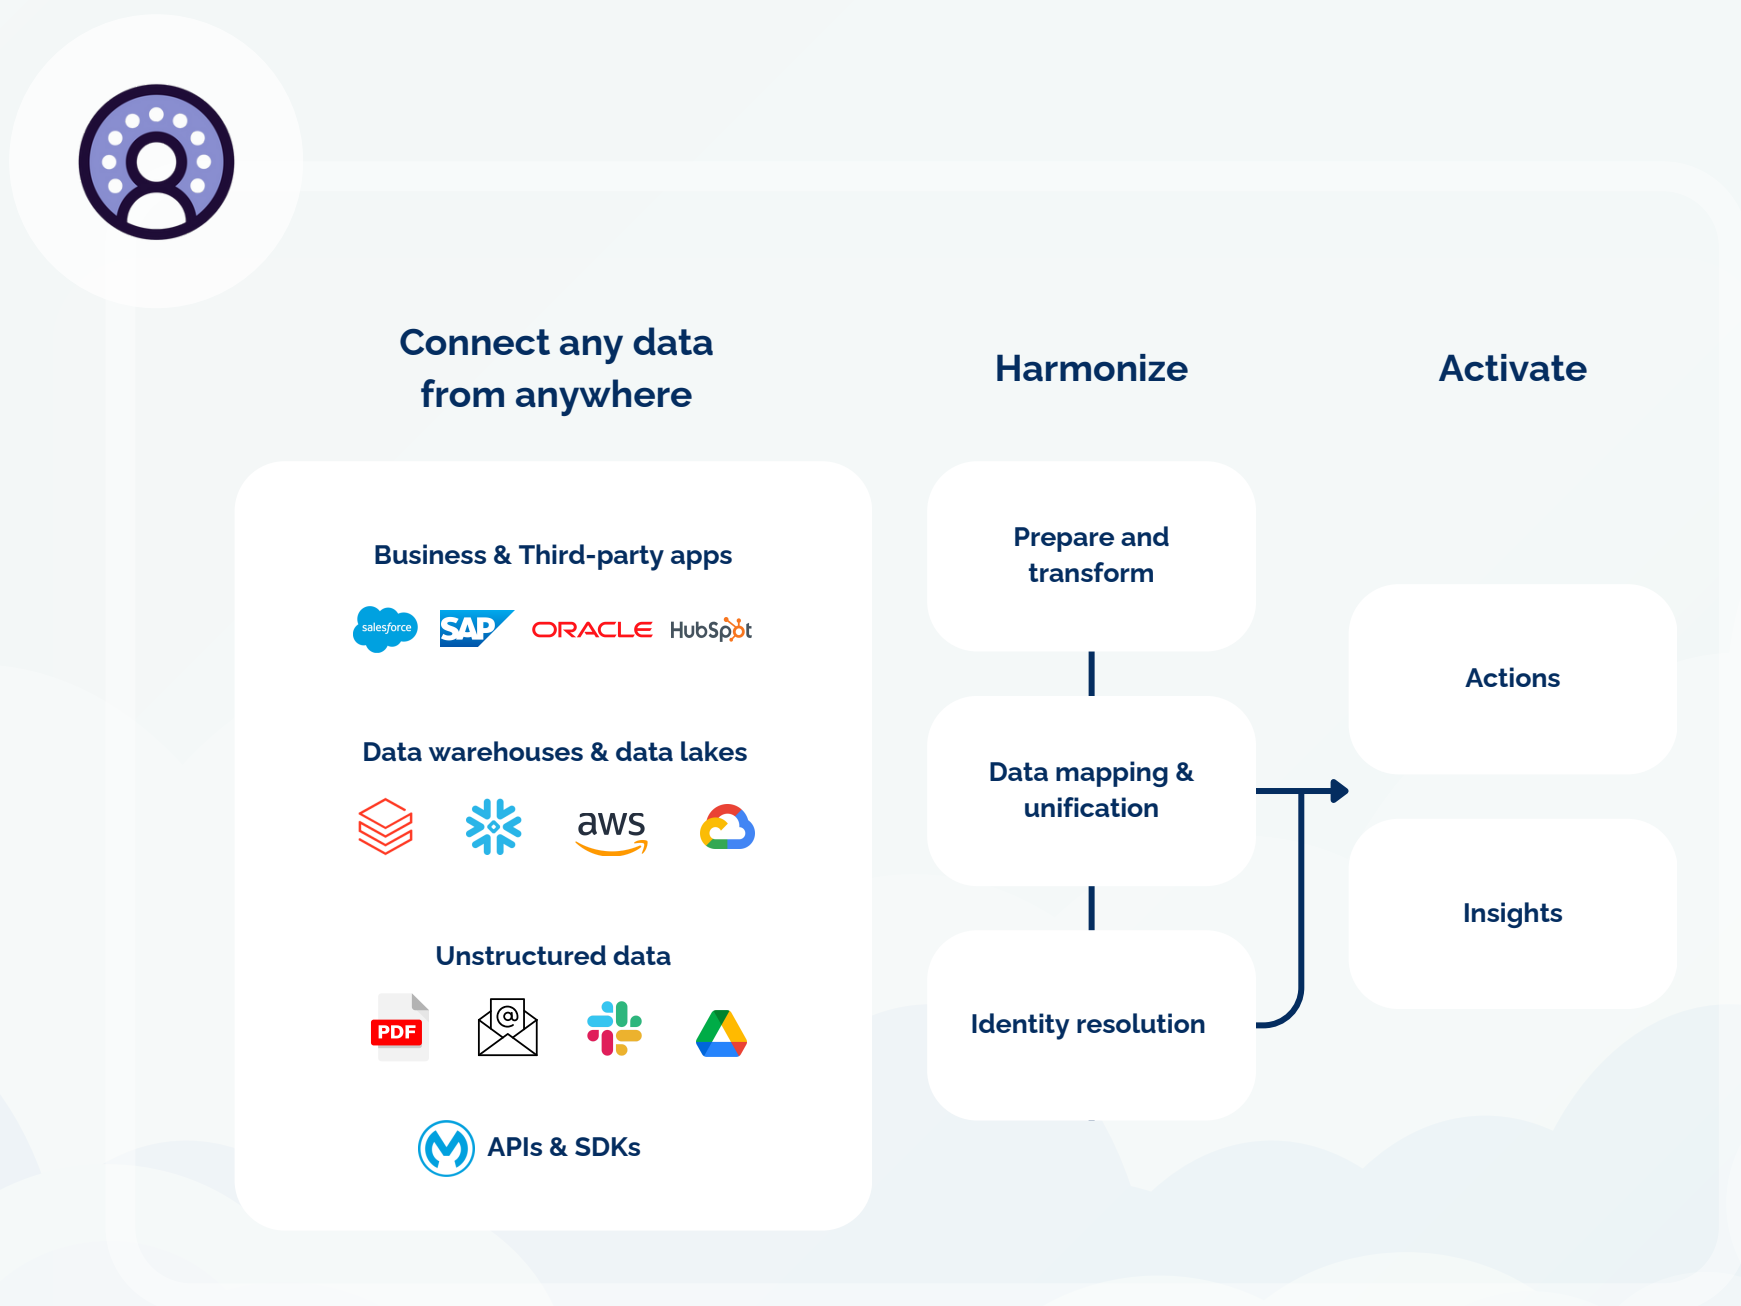 Connect any data
from anywhere
Harmonize
Activate
Business & Third-party apps
salesforce
SAP
ORACLE
HubSpot
Data warehouses & data lakes
aws
Unstructured data
PDF
@
APIs & SDKs
Prepare and
transform
Data mapping &
unification
Identity resolution
Actions
Insights